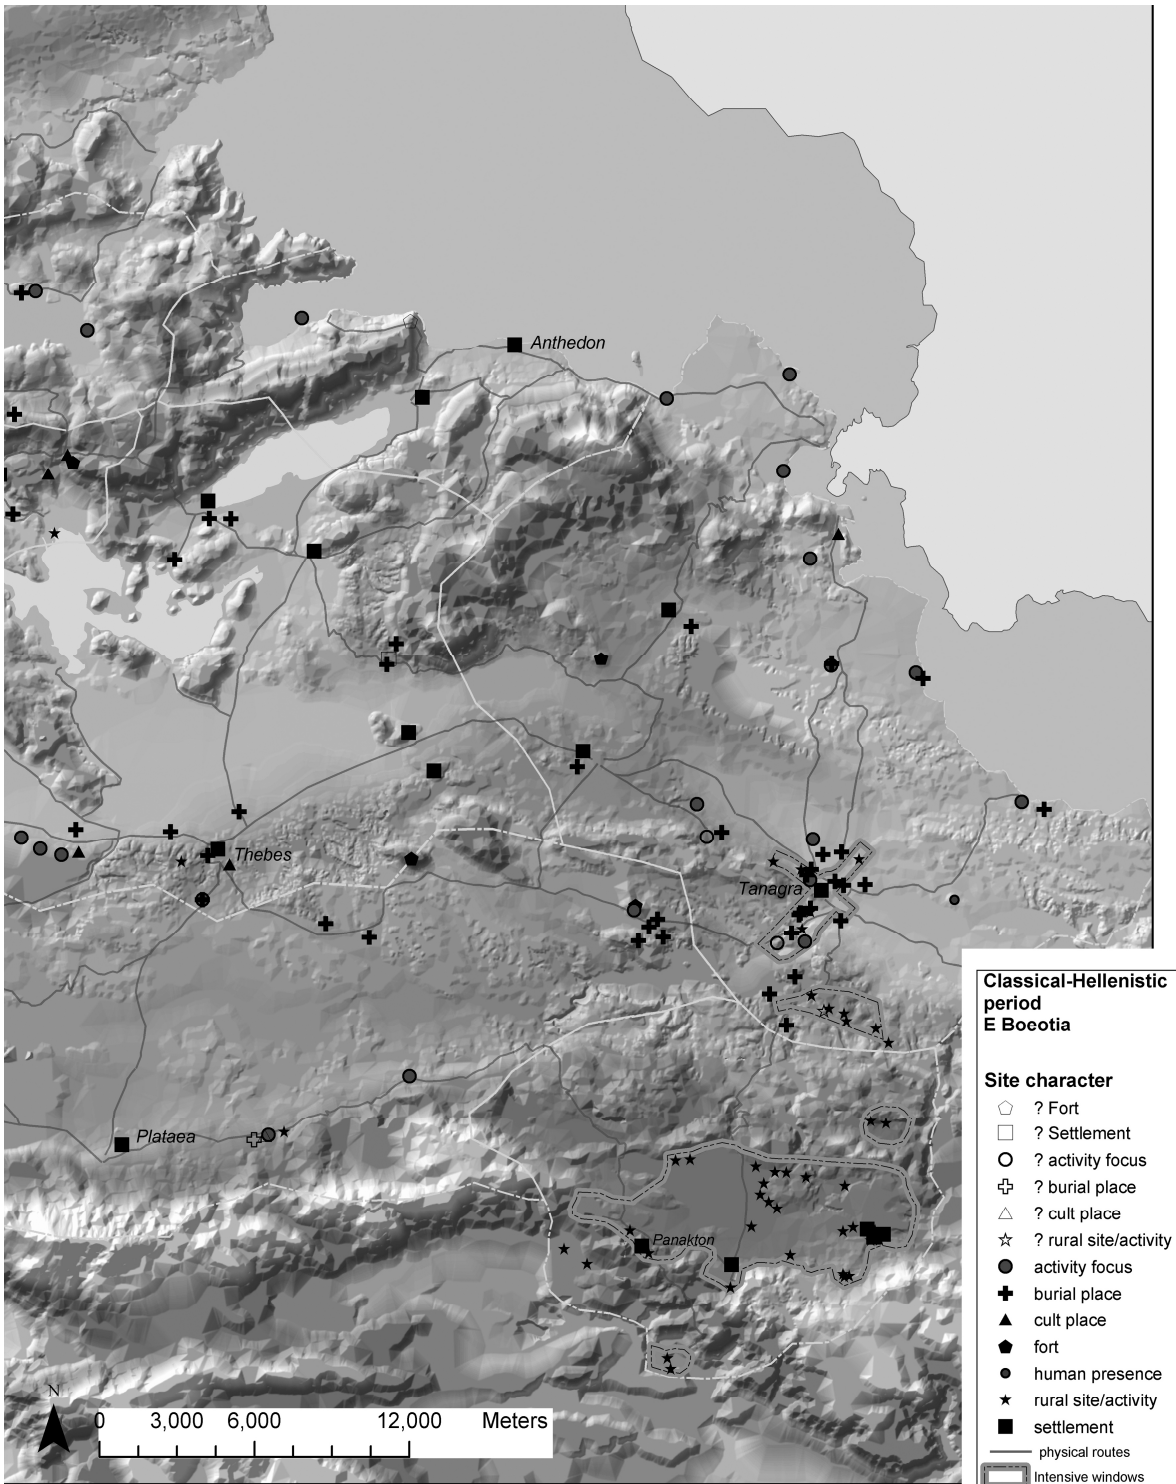 Anthedon
Thebes
Tanagra
Plataea
Panakton
N
0 3,000 6,000 12,000 Meters
Classical-Hellenistic
period
E Boeotia
Site character
? Fort
? Settlement
? activity focus
? burial place
? cult place
? rural site/activity
activity focus
burial place
cult place
fort
human presence
rural site/activity
settlement
physical routes
Intensive windows